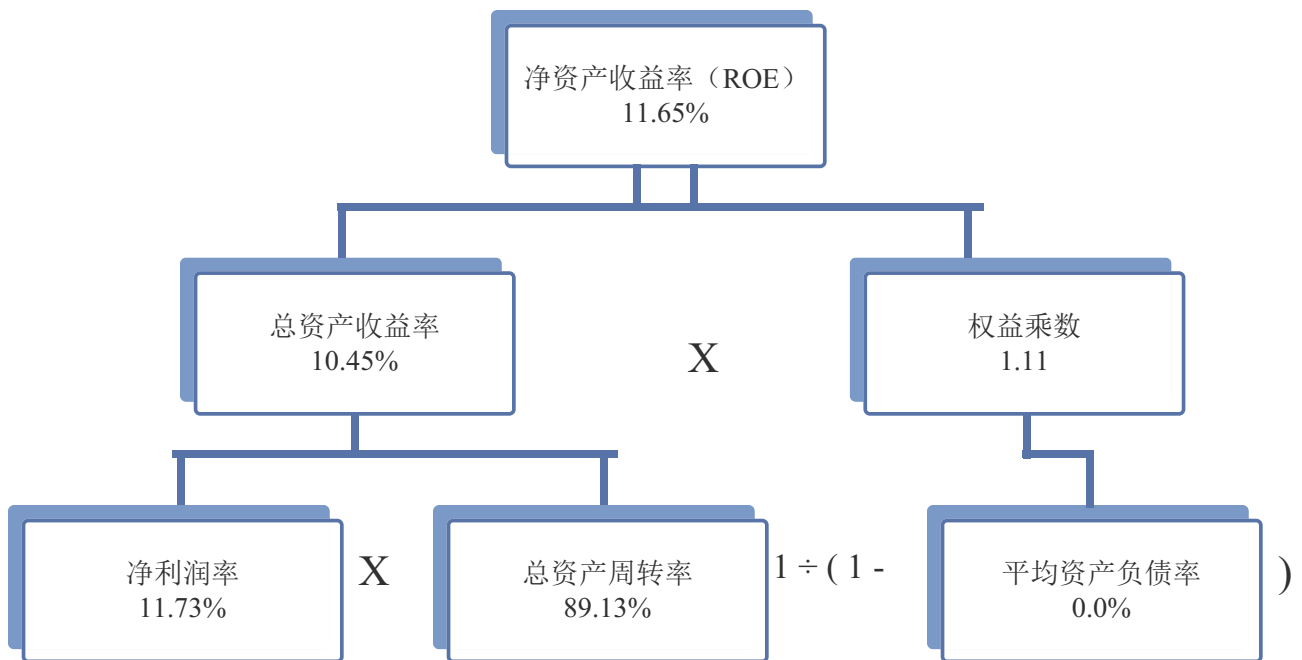 净资产收益率（ROE）
11.65%
总资产收益率
10.45%
X
权益乘数
1.11
净利润率
11.73%
X
总资产周转率
89.13%
1 ÷ ( 1 -
平均资产负债率
0.0%
)